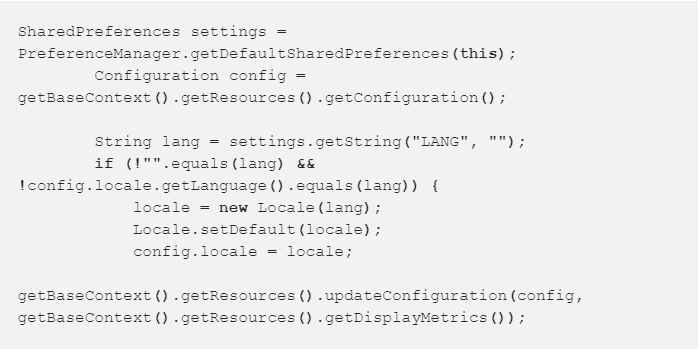 SharedPreferences settings =
PreferenceManager.getDefaultSharedPreferences(this);
        Configuration config =
getBaseContext().getResources().getConfiguration();

        String lang = settings.getString("LANG", "");
        if (!"".equals(lang) &&
!config.locale.getLanguage().equals(lang)) {
            locale = new Locale(lang);
            Locale.setDefault(locale);
            config.locale = locale;

getBaseContext().getResources().updateConfiguration(config,
getBaseContext().getResources().getDisplayMetrics());